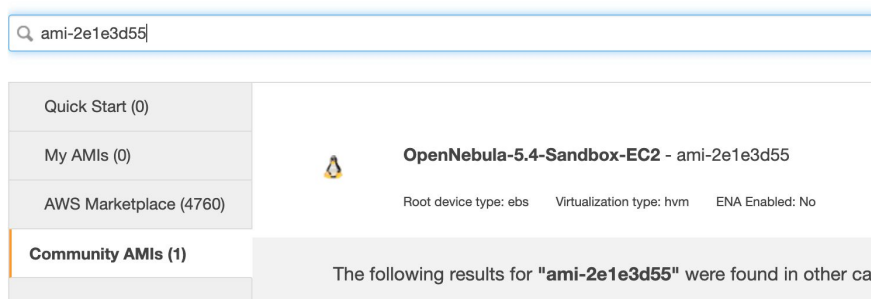 ami-2e1e3d55
Quick Start (0)
My AMIs (0)
AWS Marketplace (4760)
Community AMIs (1)
OpenNebula-5.4-Sandbox-EC2 - ami-2e1e3d55
Root device type: ebs Virtualization type: hvm ENA Enabled: No
The following results for "ami-2e1e3d55" were found in other ca